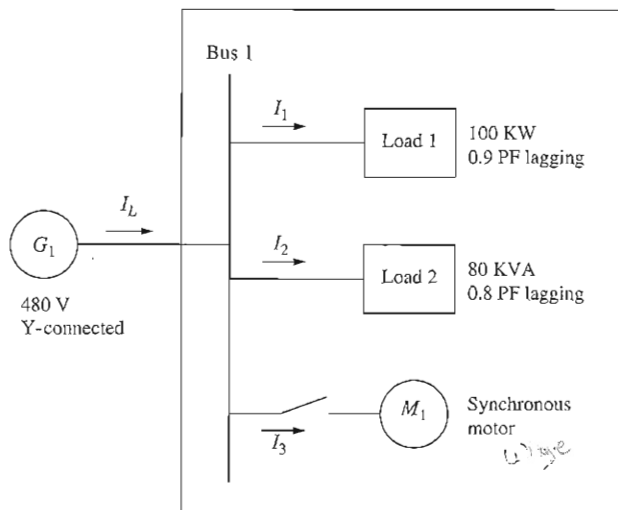 Bus 1
I₁
Load 1
100 KW
0.9 PF lagging
I_L
G₁
I₂
Load 2
80 KVA
0.8 PF lagging
480 V
Y-connected
I₃
M₁
Synchronous
motor